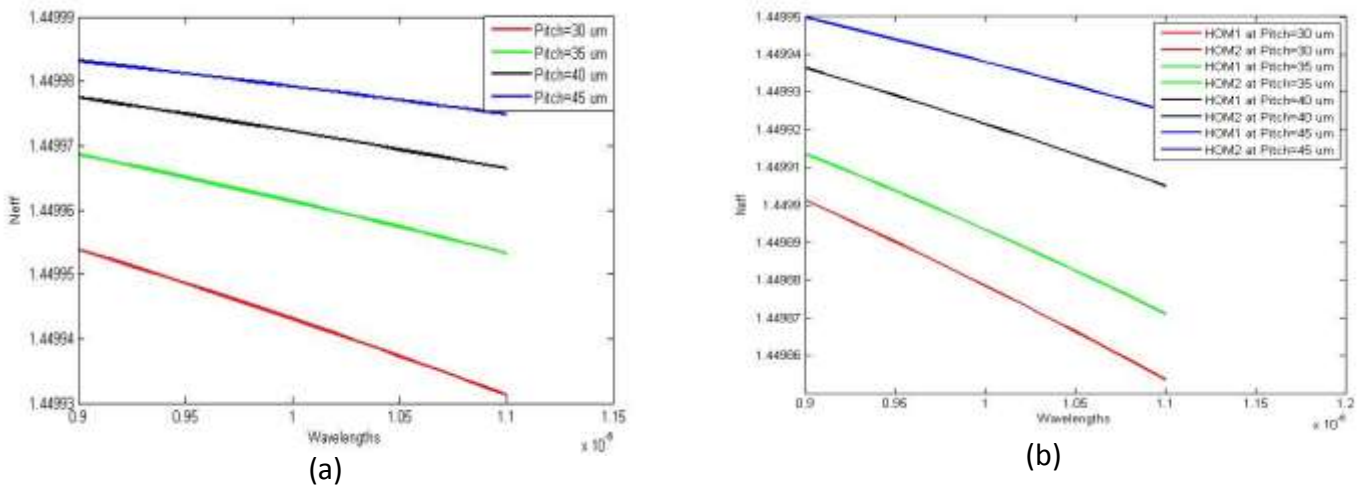 1.44999
1.44998
1.44997
1.44996
1.44995
1.44994
1.44993
Neff
0.9
0.95
1
1.05
1.1
1.15
Wavelengths
x 10-6
Pitch=30 um
Pitch=35 um
Pitch=40 um
Pitch=45 um
(a)
1.44995
1.44994
1.44993
1.44992
1.44991
1.4499
1.44989
1.44988
1.44987
1.44986
Neff
0.9
0.95
1
1.05
1.1
1.15
1.2
Wavelengths
x 10-6
HOM1 at Pitch=30 um
HOM2 at Pitch=30 um
HOM1 at Pitch=35 um
HOM2 at Pitch=35 um
HOM1 at Pitch=40 um
HOM2 at Pitch=40 um
HOM1 at Pitch=45 um
HOM2 at Pitch=45 um
(b)